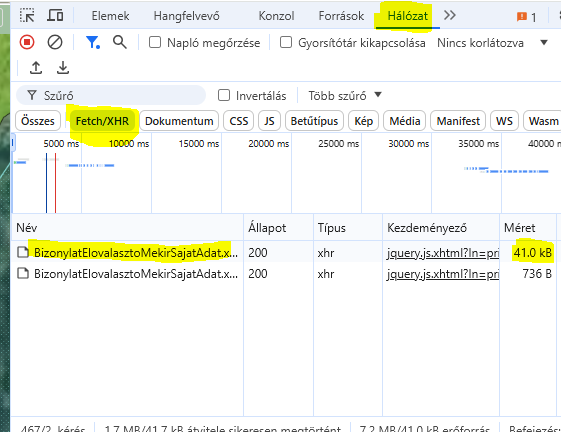 Elemek Hangfelvevő Konzol Források Hálózat 1
Napló megőrzése Gyorsítótár kikapcsolása Nincs korlátozva
Szűrő Invertálás Több szűrő
Összes Fetch/XHR Dokumentum CSS JS Betűtípus Kép Média Manifest WS Wasm
5000 ms 10000 ms 15000 ms 20000 ms 25000 ms 30000 ms 35000 ms 40000 ms
Név Állapot Típus Kezdeményező Méret
BizonylatElovalasztoMekirSajatAdat.x... 200 xhr jquery.js.xhtml?ln=pri 41.0 kB
BizonylatElovalasztoMekirSajatAdat.x... 200 xhr jquery.js.xhtml?ln=pri 736 B
467/2. kérés 1.7 MB/41.7 kB átvitele sikeresen megtörtént 7.2 MB/41.0 kB erőforrás Befejezés: